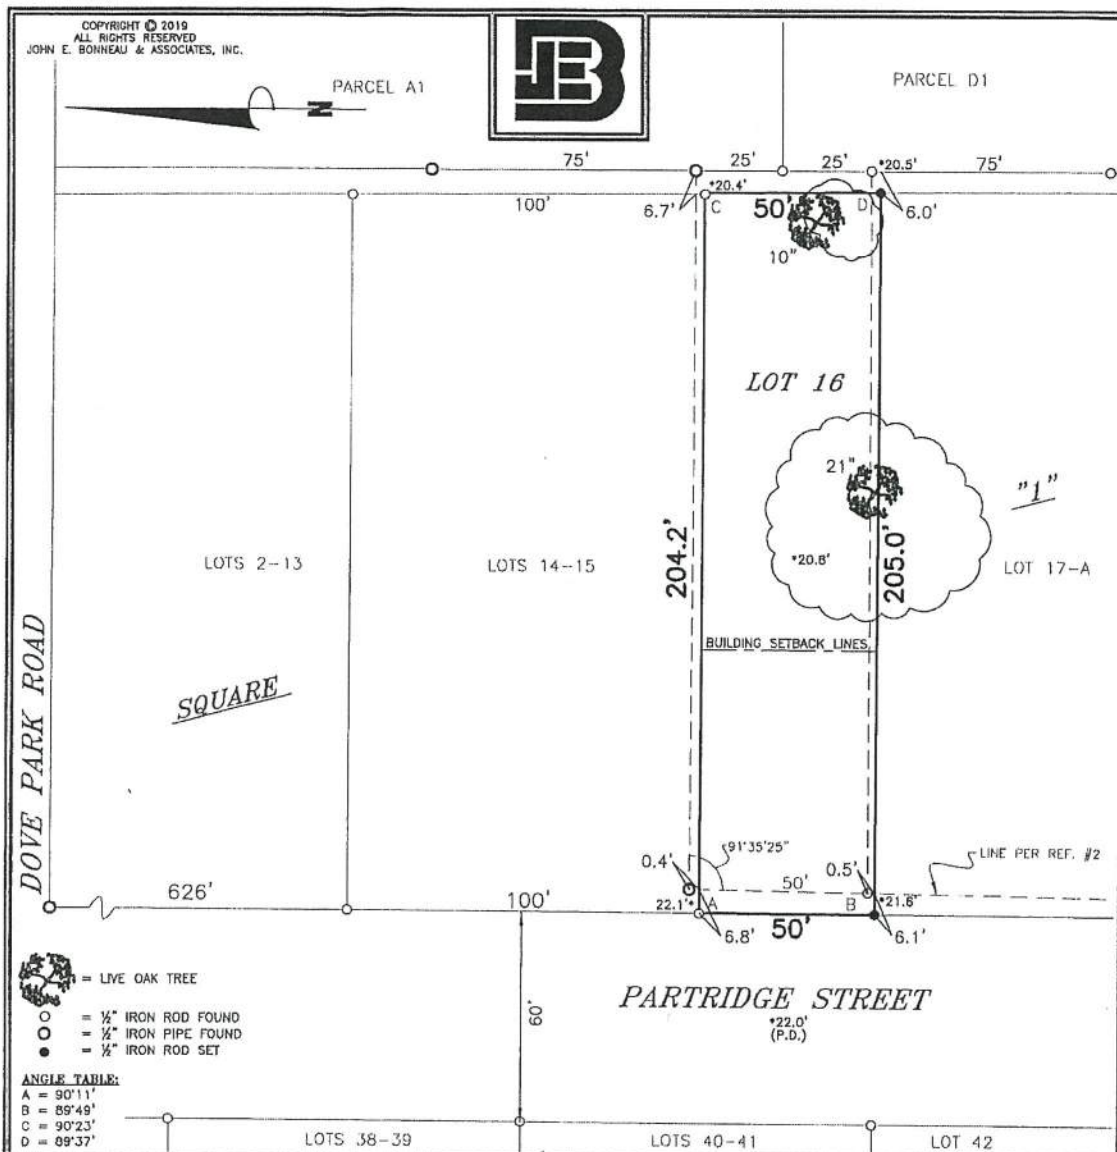 COPYRIGHT © 2019
ALL RIGHTS RESERVED
JOHN E. BONNEAU & ASSOCIATES, INC.
JEB
N
PARCEL A1
PARCEL D1
75'
25'
25'
*20.5'
75'
100'
6.7'
*20.4'
C
50'
D
6.0'
10"
LOT 16
21"
"1"
204.2'
205.0'
LOTS 2-13
LOTS 14-15
*20.8'
LOT 17-A
BUILDING SETBACK LINES
DOVE PARK ROAD
SQUARE
91°35'25"
0.4'
0.5'
LINE PER REF. #2
50'
626'
100'
22.1'*
A
B
*21.6'
50'
6.8'
6.1'
= LIVE OAK TREE
= ½" IRON ROD FOUND
= ½" IRON PIPE FOUND
= ½" IRON ROD SET
60'
PARTRIDGE STREET
*22.0'
(P.D.)
ANGLE TABLE:
A = 90°11'
B = 89°49'
C = 90°23'
D = 89°37'
LOTS 38-39
LOTS 40-41
LOT 42